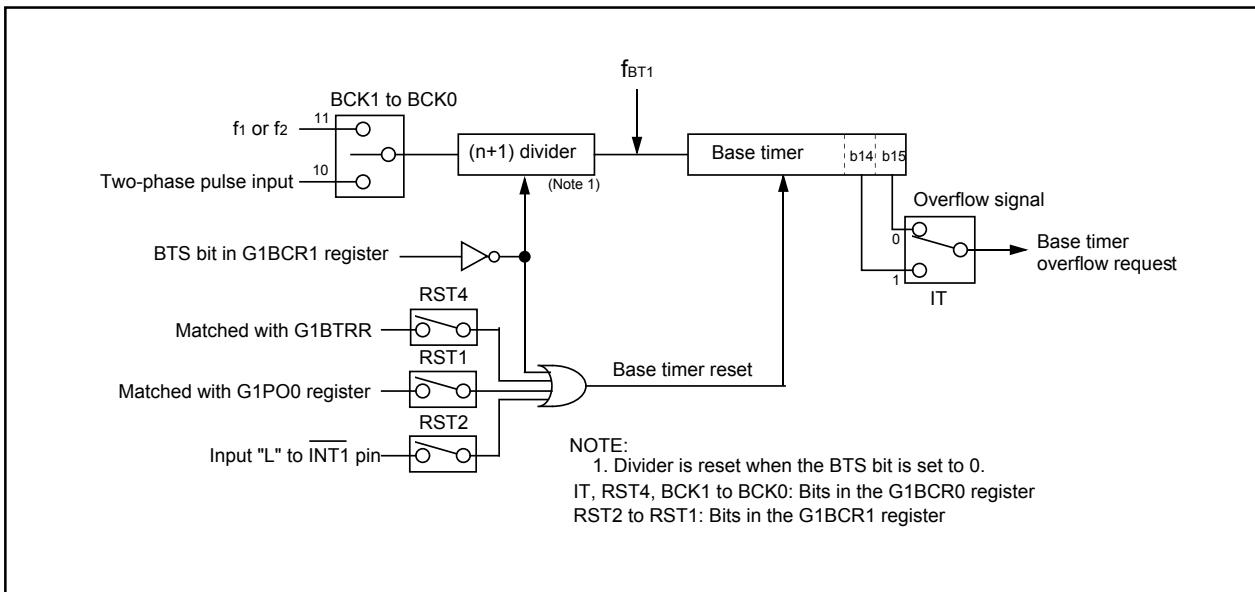 fBT1
BCK1 to BCK0
11
f1 or f2
10
Two-phase pulse input
(n+1) divider
(Note 1)
Base timer
b14
b15
Overflow signal
0
1
IT
Base timer
overflow request
BTS bit in G1BCR1 register
RST4
Matched with G1BTRR
RST1
Matched with G1PO0 register
RST2
Input "L" to INT1 pin
Base timer reset
NOTE:
1. Divider is reset when the BTS bit is set to 0.
IT, RST4, BCK1 to BCK0: Bits in the G1BCR0 register
RST2 to RST1: Bits in the G1BCR1 register